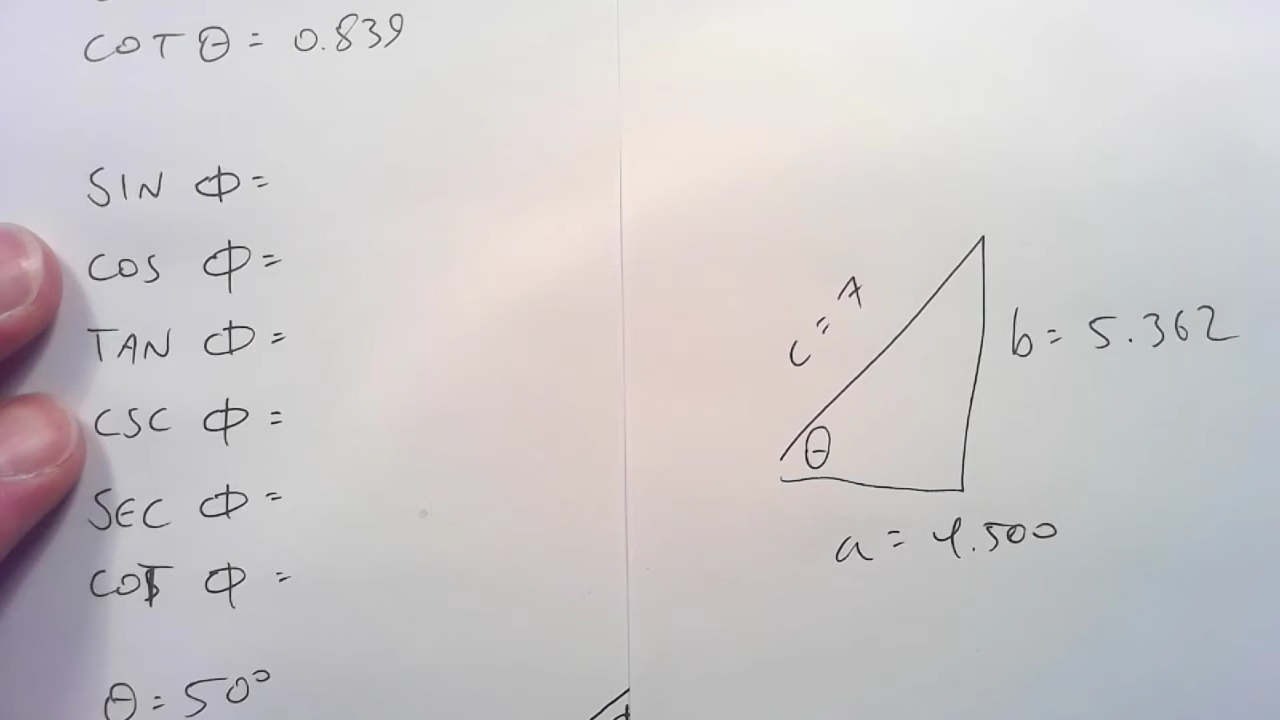 COT θ = 0.839
SIN Φ =
COS Φ =
TAN Φ =
CSC Φ =
SEC Φ =
COT Φ =
θ = 50°
c = 7
b = 5.362
θ
a = 4.500